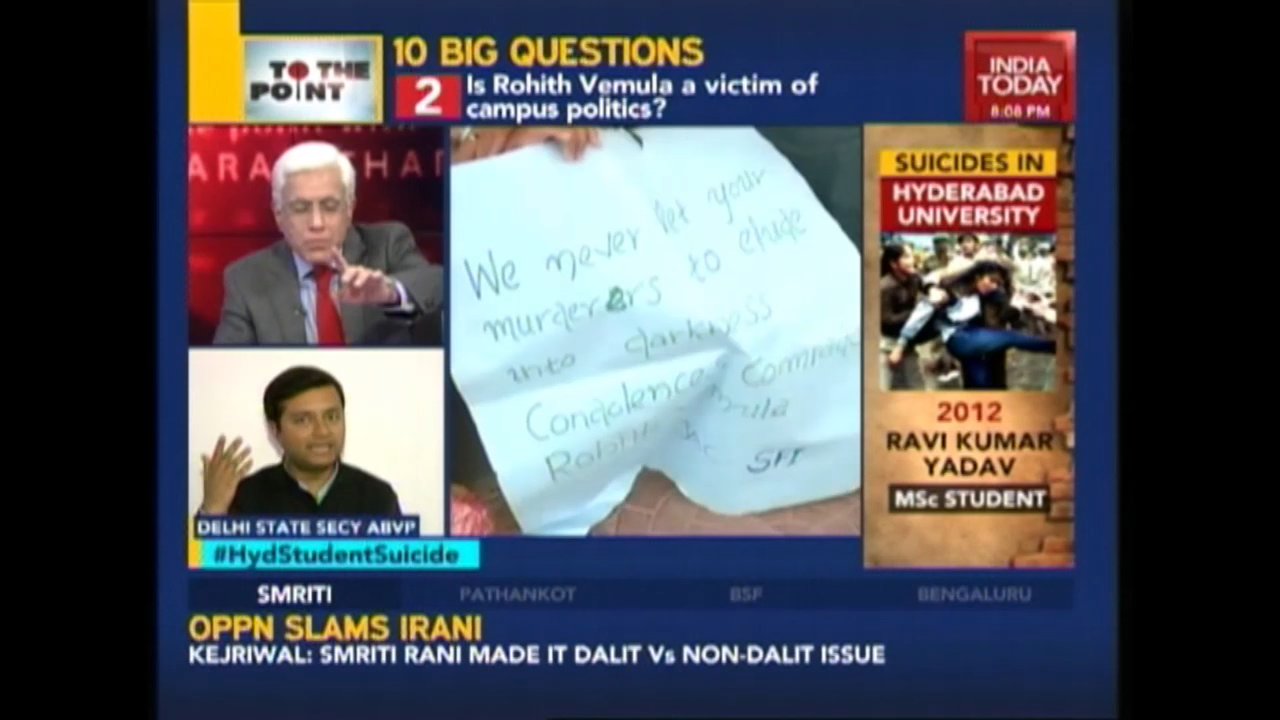 TO THE
POINT
10 BIG QUESTIONS
2
Is Rohith Vemula a victim of
campus politics?
INDIA
TODAY
8:08 PM
ARA THA
We never let your
murderers to elude
into darkness
Condolence
SUICIDES IN
HYDERABAD
UNIVERSITY
2012
RAVI KUMAR
YADAV
MSc STUDENT
DELHI STATE SECY ABVP
#HydStudentSuicide
SMRITI
PATHANKOT
BSF
BENGALURU
OPPN SLAMS IRANI
KEJRIWAL: SMRITI RANI MADE IT DALIT Vs NON-DALIT ISSUE